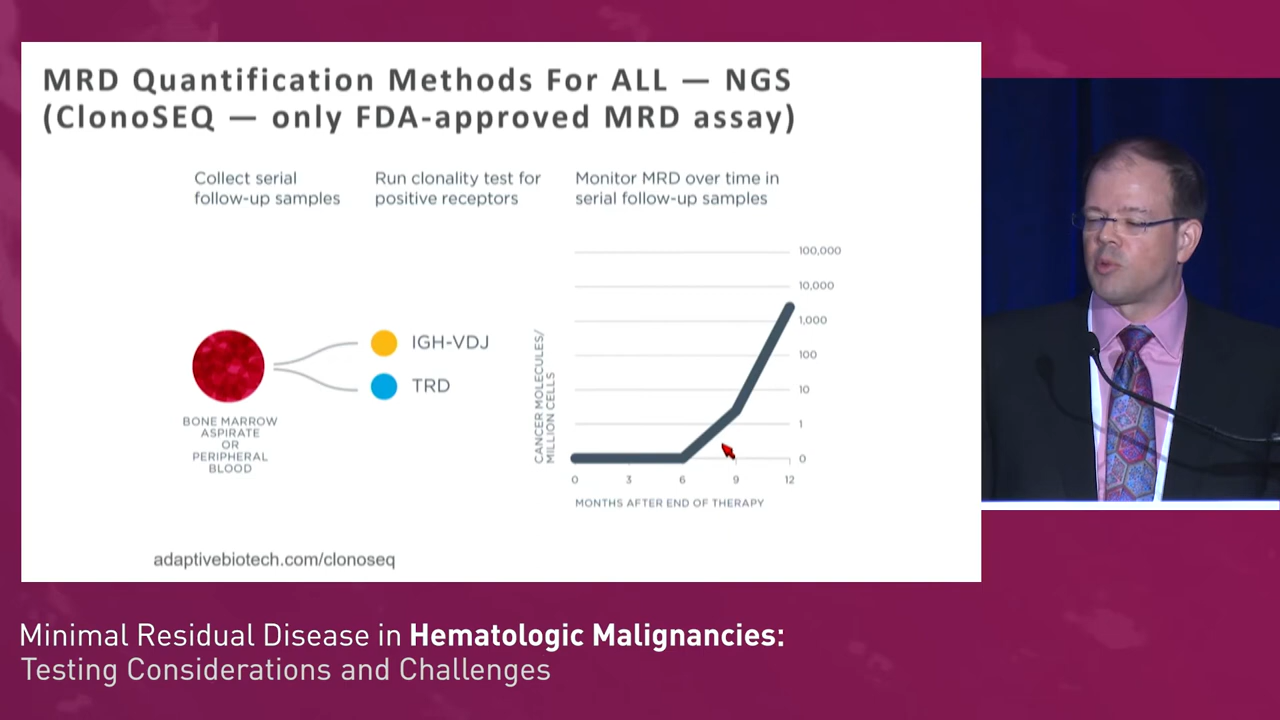 MRD Quantification Methods For ALL — NGS
(ClonoSEQ — only FDA-approved MRD assay)
Collect serial
follow-up samples
Run clonality test for
positive receptors
Monitor MRD over time in
serial follow-up samples
BONE MARROW
ASPIRATE
OR
PERIPHERAL
BLOOD
IGH-VDJ
TRD
CANCER MOLECULES/
MILLION CELLS
100,000
10,000
1,000
100
10
1
0
0 3 6 9 12
MONTHS AFTER END OF THERAPY
adaptivebiotech.com/clonoseq
Minimal Residual Disease in Hematologic Malignancies:
Testing Considerations and Challenges